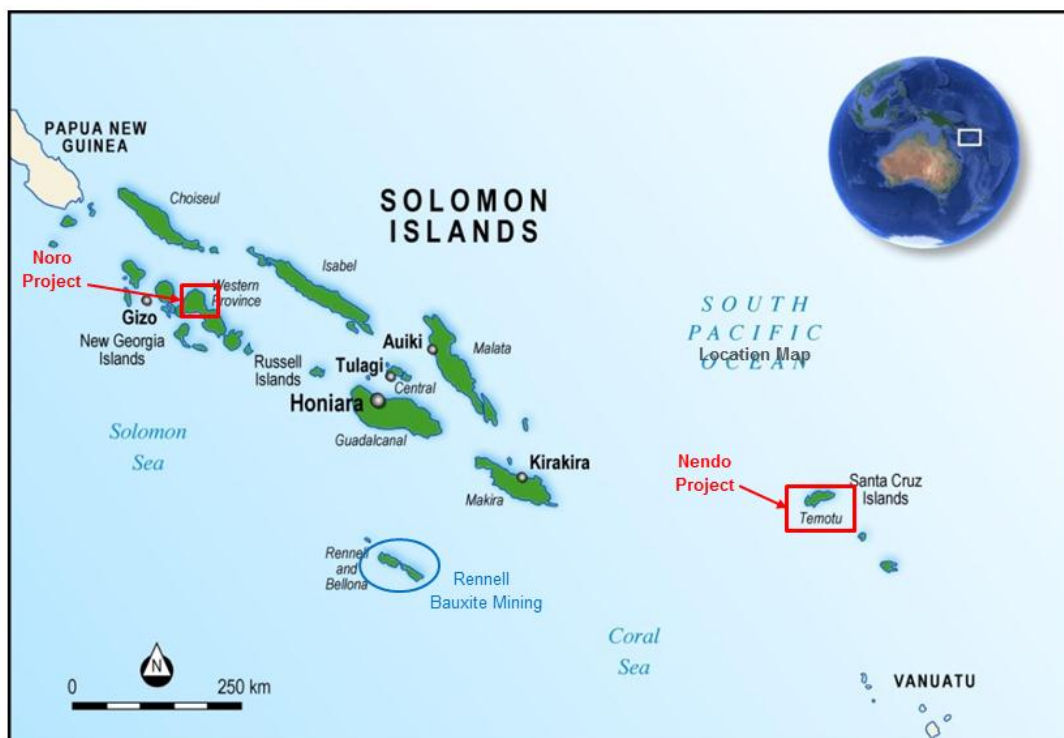 PAPUA NEW
GUINEA
Choiseul
SOLOMON
ISLANDS
Noro
Project
Western
Province
Isabel
Gizo
New Georgia
Islands
SOUTH
PACIFIC
Location Map
OCEAN
Auiki
Malata
Russell
Islands
Tulagi
Central
Honiara
Guadalcanal
Solomon
Sea
Kirakira
Makira
Nendo
Project
Santa Cruz
Islands
Temotu
Rennell
and
Bellona
Rennell
Bauxite Mining
Coral
Sea
N
0 250 km
VANUATU